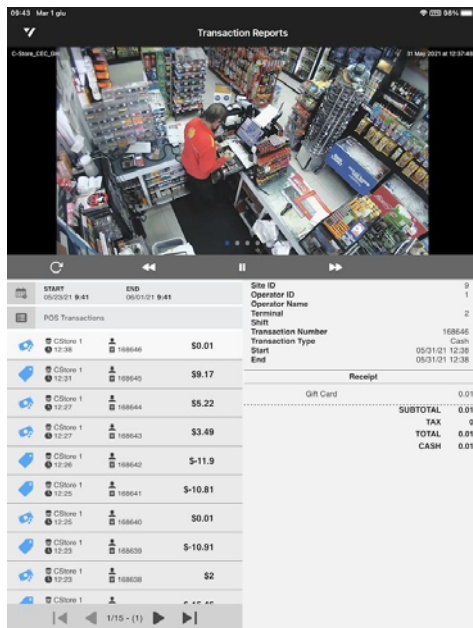 09:43 Mar 1 giu
98%
Transaction Reports
31 May 2021 at 12:37:48
START END
05/23/21 9:41 06/01/21 9:41
POS Transactions
CStore 1
12:38 168646 $0.01
CStore 1
12:31 168645 $9.17
CStore 1
12:27 168644 $5.22
CStore 1
12:27 168643 $3.49
CStore 1
12:26 168642 $-11.9
CStore 1
12:25 168641 $-10.81
CStore 1
12:25 168640 $0.01
CStore 1
12:23 168639 $-10.91
CStore 1
12:23 168638 $2
CStore 1
1/15 - (1)
Site ID 9
Operator ID 1
Operator Name
Terminal 2
Shift
Transaction Number 168646
Transaction Type Cash
Start 05/31/21 12:38
End 05/31/21 12:38
Receipt
Gift Card 0.01
SUBTOTAL 0.01
TAX 0
TOTAL 0.01
CASH 0.01